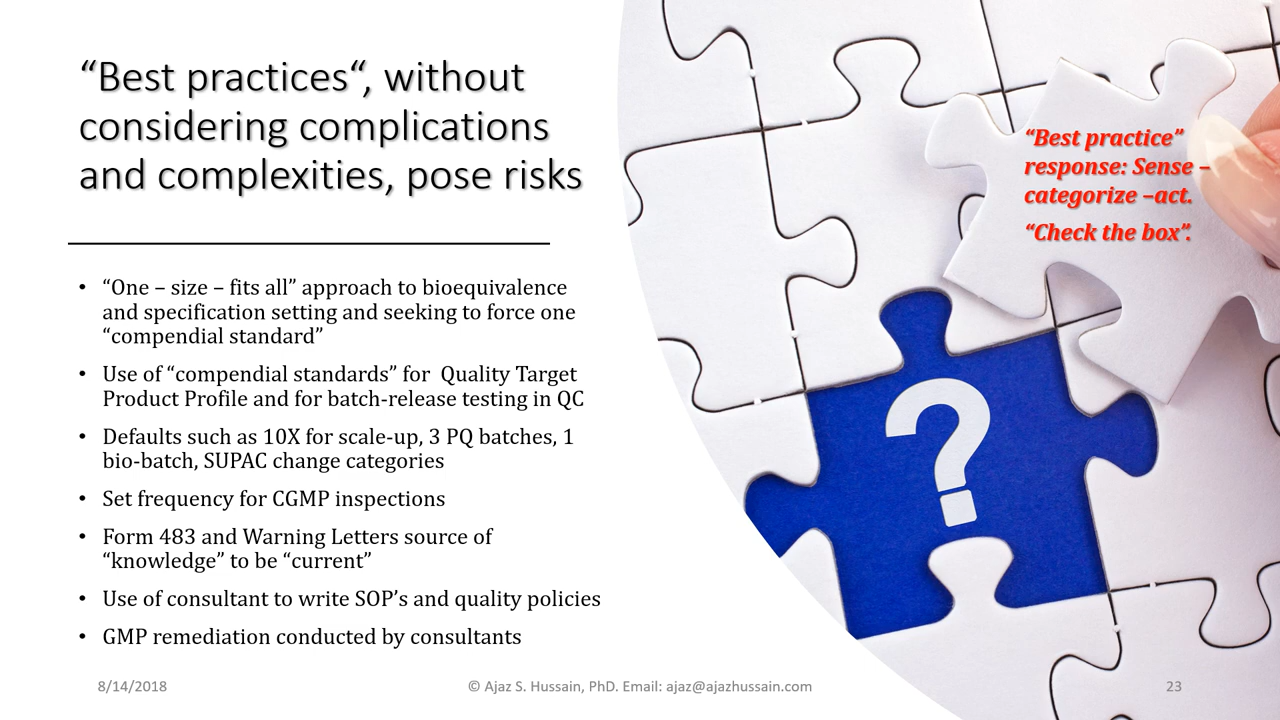 “Best practices“, without
considering complications
and complexities, pose risks
“Best practice”
response: Sense –
categorize –act.
“Check the box”.
• “One – size – fits all” approach to bioequivalence
and specification setting and seeking to force one
“compendial standard”
• Use of “compendial standards” for  Quality Target
Product Profile and for batch-release testing in QC
• Defaults such as 10X for scale-up, 3 PQ batches, 1
bio-batch, SUPAC change categories
• Set frequency for CGMP inspections
• Form 483 and Warning Letters source of
“knowledge” to be “current”
• Use of consultant to write SOP’s and quality policies
• GMP remediation conducted by consultants
?
8/14/2018
© Ajaz S. Hussain, PhD. Email: ajaz@ajazhussain.com
23